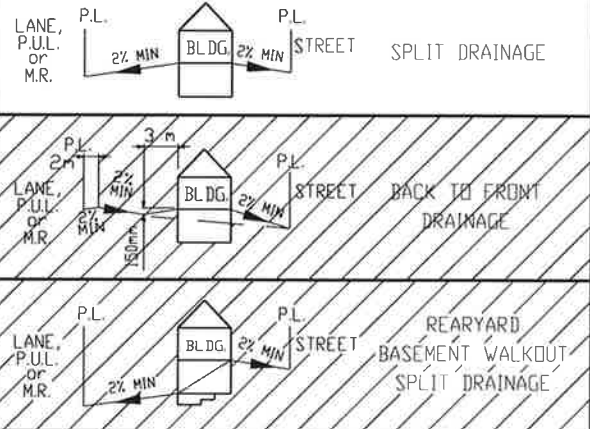 P.L.
LANE,
P.U.L.
or
M.R.
2% MIN
BLDG.
2% MIN
P.L.
STREET
SPLIT DRAINAGE
P.L.
2m
3 m
LANE,
P.U.L.
or
M.R.
2% MIN
2% MIN
150mm
BLDG.
2% MIN
P.L.
STREET
BACK TO FRONT
DRAINAGE
P.L.
LANE,
P.U.L.
or
M.R.
2% MIN
BLDG.
2% MIN
P.L.
STREET
REARYARD
BASEMENT WALKOUT
SPLIT DRAINAGE